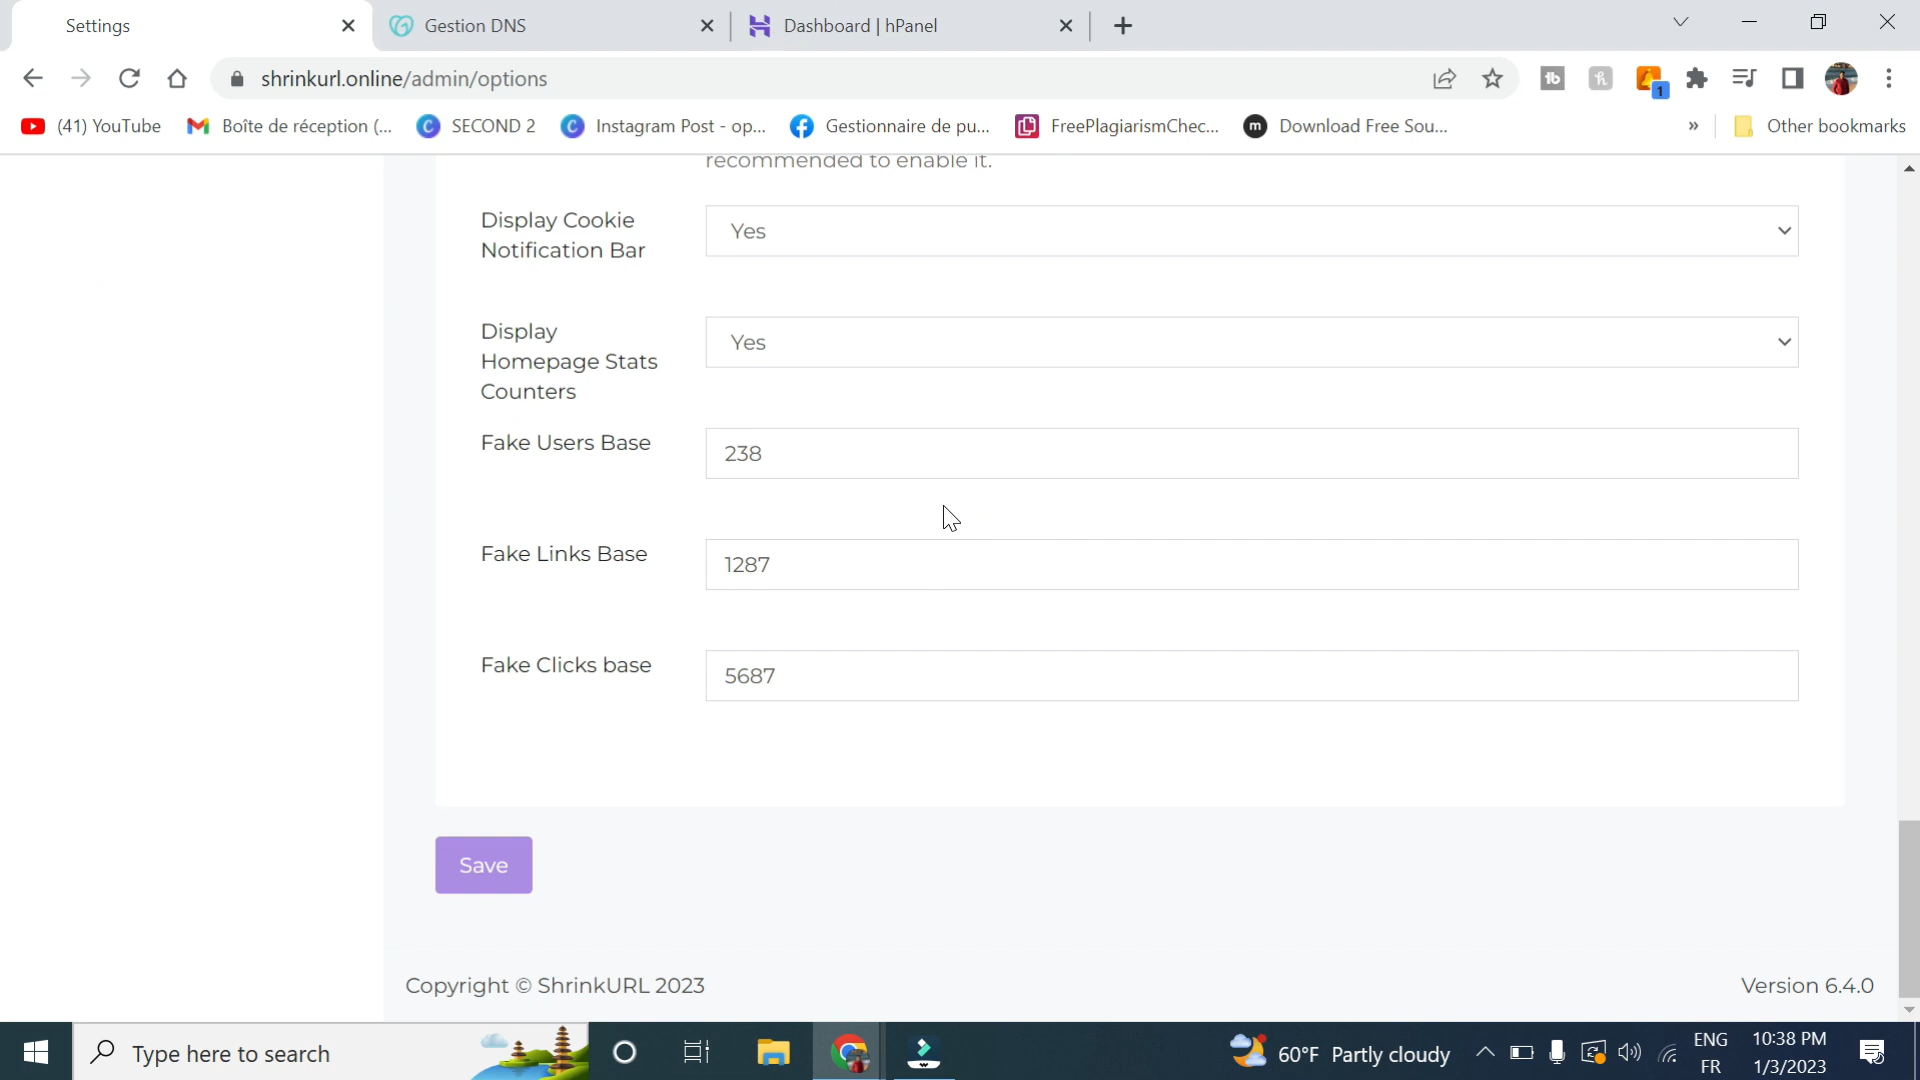 Settings
Gestion DNS
Dashboard | hPanel
shrinkurl.online/admin/options
1
(41) YouTube
Boîte de réception (...
SECOND 2
Instagram Post - op...
Gestionnaire de pu...
FreePlagiarismChec...
Download Free Sou...
»
Other bookmarks
recommended to enable it.
Display Cookie
Notification Bar
Yes
Display
Homepage Stats
Counters
Yes
Fake Users Base
238
Fake Links Base
1287
Fake Clicks base
5687
Save
Copyright © ShrinkURL 2023
Version 6.4.0
Type here to search
60°F Partly cloudy
ENG
FR
10:38 PM
1/3/2023